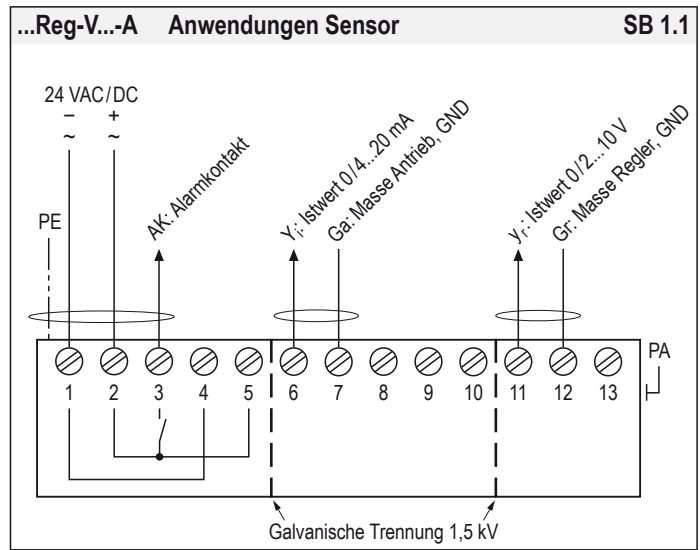 ...Reg-V...-A Anwendungen Sensor SB 1.1
24 VAC/DC
– +
~ ~
PE
AK: Alarmkontakt
Yi: Istwert 0/4...20 mA
Ga: Masse Antrieb, GND
yr: Istwert 0/2...10 V
Gr: Masse Regler, GND
PA
1 2 3 4 5 6 7 8 9 10 11 12 13
Galvanische Trennung 1,5 kV